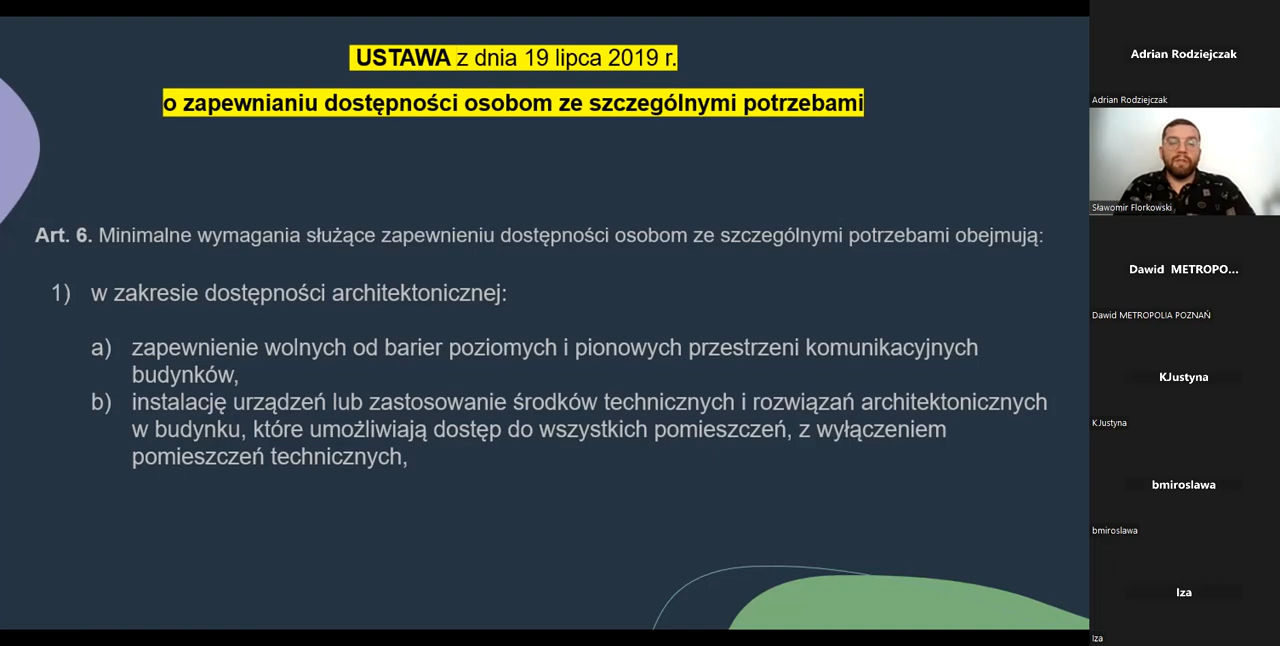 USTAWA z dnia 19 lipca 2019 r.
o zapewnianiu dostępności osobom ze szczególnymi potrzebami
Art. 6. Minimalne wymagania służące zapewnieniu dostępności osobom ze szczególnymi potrzebami obejmują:
1) w zakresie dostępności architektonicznej:
a) zapewnienie wolnych od barier poziomych i pionowych przestrzeni komunikacyjnych
budynków,
b) instalację urządzeń lub zastosowanie środków technicznych i rozwiązań architektonicznych
w budynku, które umożliwiają dostęp do wszystkich pomieszczeń, z wyłączeniem
pomieszczeń technicznych,
Adrian Rodziejczak
Adrian Rodziejczak
Sławomir Florkowski
Dawid METROPO...
Dawid METROPOLIA POZNAŃ
KJustyna
KJustyna
bmiroslawa
bmiroslawa
Iza
Iza